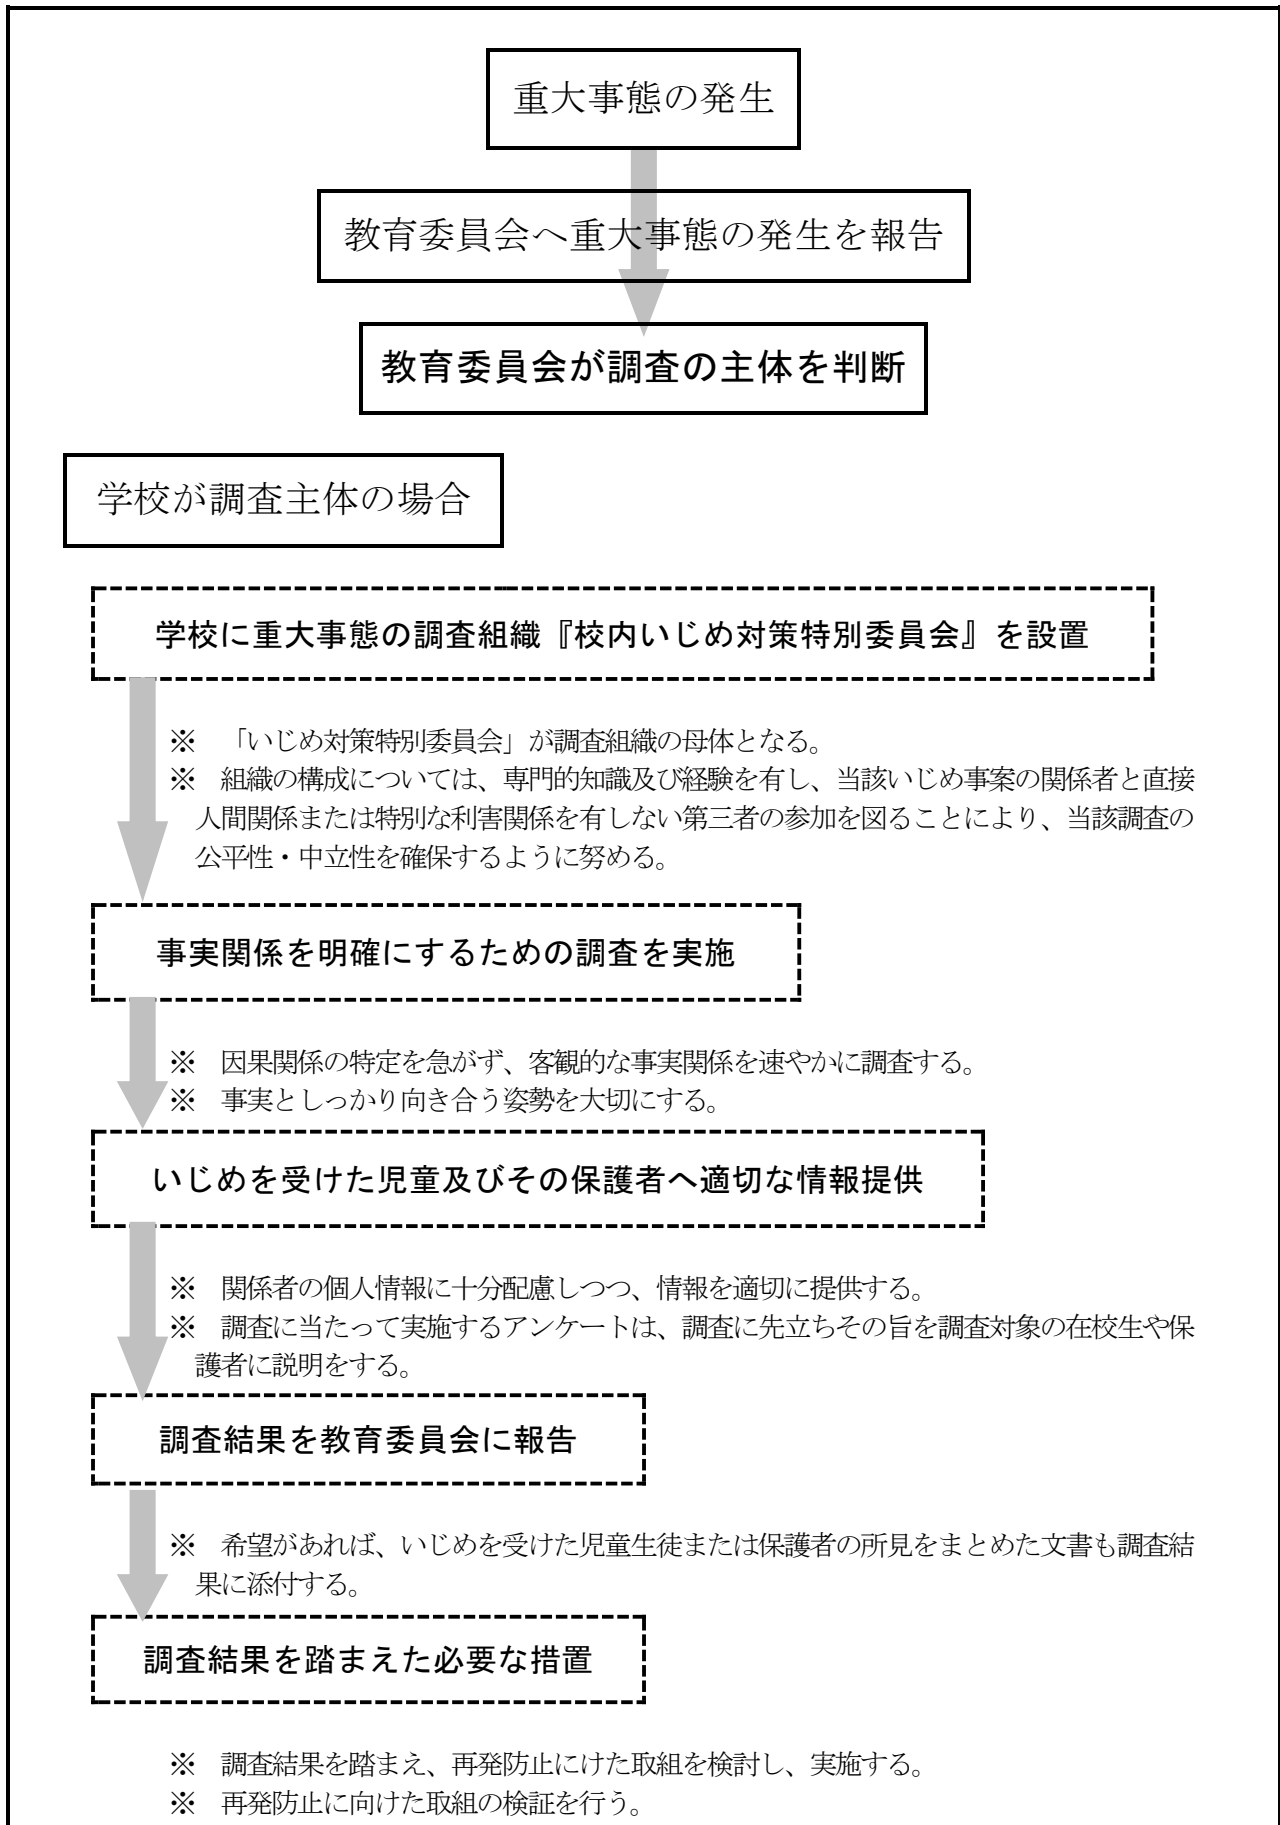 重大事態の発生
教育委員会へ重大事態の発生を報告
教育委員会が調査の主体を判断
学校が調査主体の場合
学校に重大事態の調査組織『校内いじめ対策特別委員会』を設置
※　「いじめ対策特別委員会」が調査組織の母体となる。
※　組織の構成については、専門的知識及び経験を有し、当該いじめ事案の関係者と直接
人間関係または特別な利害関係を有しない第三者の参加を図ることにより、当該調査の
公平性・中立性を確保するように努める。
事実関係を明確にするための調査を実施
※　因果関係の特定を急がず、客観的な事実関係を速やかに調査する。
※　事実としっかり向き合う姿勢を大切にする。
いじめを受けた児童及びその保護者へ適切な情報提供
※　関係者の個人情報に十分配慮しつつ、情報を適切に提供する。
※　調査に当たって実施するアンケートは、調査に先立ちその旨を調査対象の在校生や保
護者に説明をする。
調査結果を教育委員会に報告
※　希望があれば、いじめを受けた児童生徒または保護者の所見をまとめた文書も調査結
果に添付する。
調査結果を踏まえた必要な措置
※　調査結果を踏まえ、再発防止にけた取組を検討し、実施する。
※　再発防止に向けた取組の検証を行う。